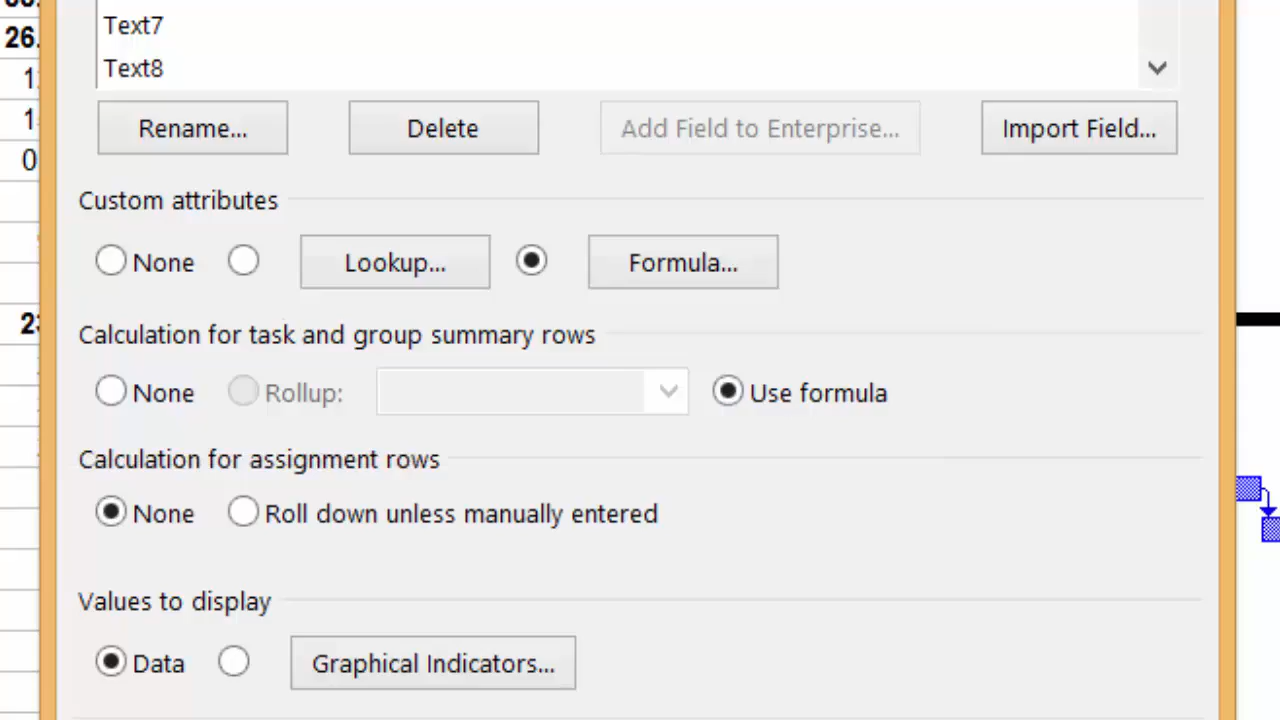 26.
Text7
Text8
Rename... Delete Add Field to Enterprise... Import Field...
0
Custom attributes
None Lookup... Formula...
Calculation for task and group summary rows
None Rollup: Use formula
Calculation for assignment rows
None Roll down unless manually entered
Values to display
Data Graphical Indicators...